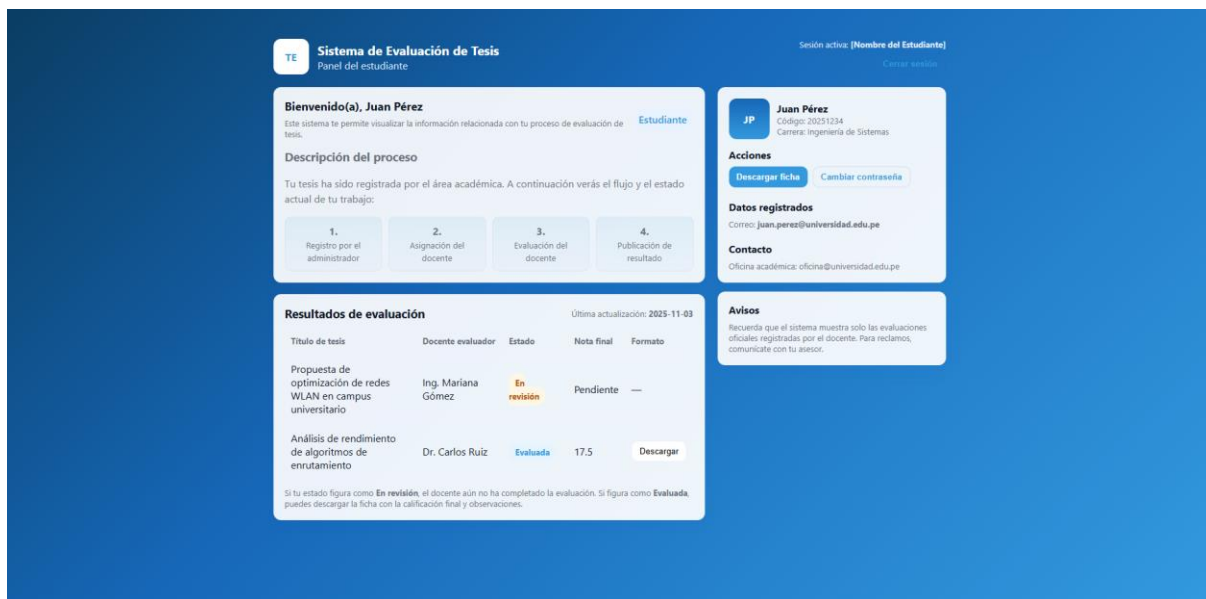 TE
Sistema de Evaluación de Tesis
Panel del estudiante
Sesión activa: [Nombre del Estudiante]
Cerrar sesión
Bienvenido(a), Juan Pérez
Este sistema te permite visualizar la información relacionada con tu proceso de evaluación de
tesis.
Estudiante
Descripción del proceso
Tu tesis ha sido registrada por el área académica. A continuación verás el flujo y el estado
actual de tu trabajo:
1.
Registro por el
administrador
2.
Asignación del
docente
3.
Evaluación del
docente
4.
Publicación de
resultado
Resultados de evaluación
Última actualización: 2025-11-03
Título de tesis Docente evaluador Estado Nota final Formato
Propuesta de
optimización de redes
WLAN en campus
universitario
Ing. Mariana
Gómez
En
revisión
Pendiente —
Análisis de rendimiento
de algoritmos de
enrutamiento
Dr. Carlos Ruiz Evaluada 17.5 Descargar
Si tu estado figura como En revisión, el docente aún no ha completado la evaluación. Si figura como Evaluada,
puedes descargar la ficha con la calificación final y observaciones.
JP
Juan Pérez
Código: 20251234
Carrera: Ingeniería de Sistemas
Acciones
Descargar ficha
Cambiar contraseña
Datos registrados
Correo: juan.perez@universidad.edu.pe
Contacto
Oficina académica: oficina@universidad.edu.pe
Avisos
Recuerda que el sistema muestra solo las evaluaciones
oficiales registradas por el docente. Para reclamos,
comunícate con tu asesor.